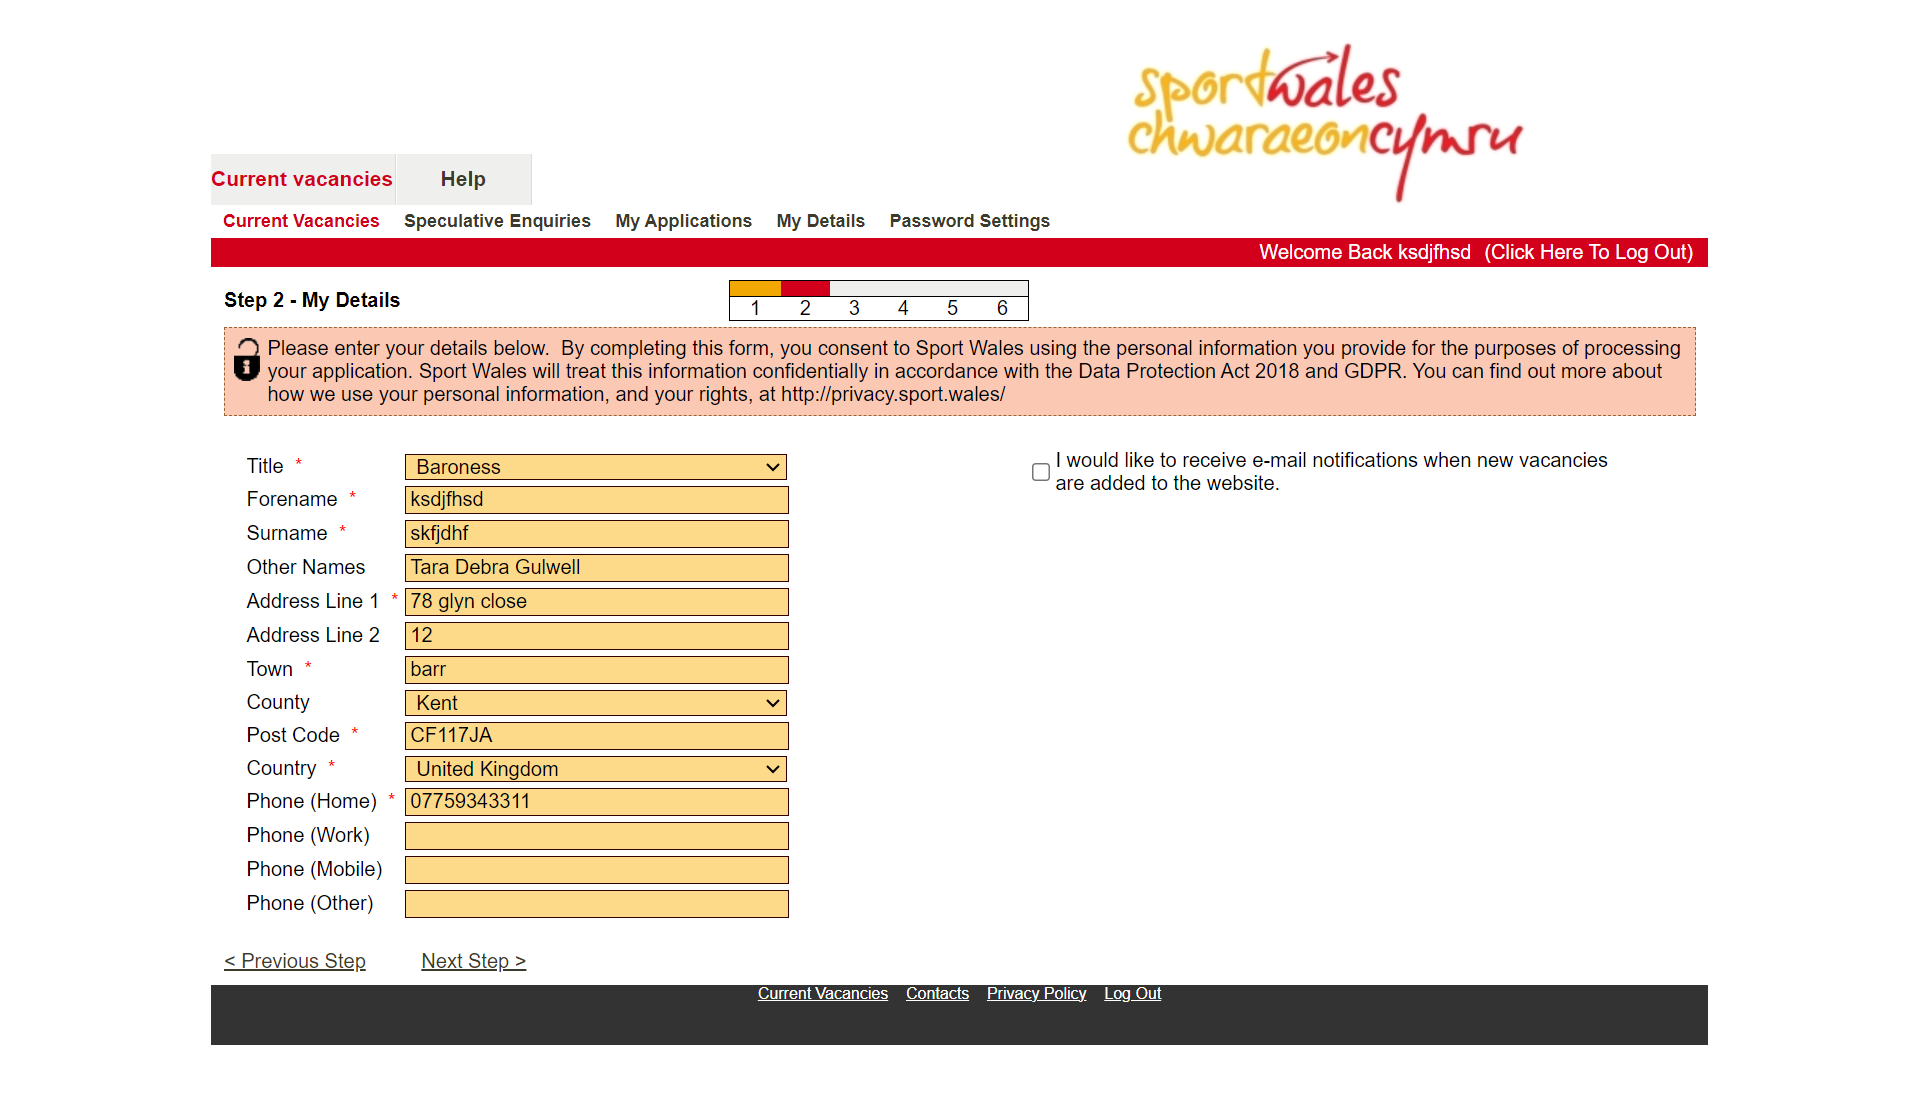 sportwales
chwaraeoncymru
Current vacancies Help
Current Vacancies Speculative Enquiries My Applications My Details Password Settings
Welcome Back ksdjfhsd (Click Here To Log Out)
Step 2 - My Details
1 2 3 4 5 6
Please enter your details below. By completing this form, you consent to Sport Wales using the personal information you provide for the purposes of processing
your application. Sport Wales will treat this information confidentially in accordance with the Data Protection Act 2018 and GDPR. You can find out more about
how we use your personal information, and your rights, at http://privacy.sport.wales/
Title * Baroness
Forename * ksdjfhsd
Surname * skfjdhf
Other Names Tara Debra Gulwell
Address Line 1 * 78 glyn close
Address Line 2 12
Town * barr
County Kent
Post Code * CF117JA
Country * United Kingdom
Phone (Home) * 07759343311
Phone (Work)
Phone (Mobile)
Phone (Other)
I would like to receive e-mail notifications when new vacancies
are added to the website.
< Previous Step Next Step >
Current Vacancies Contacts Privacy Policy Log Out